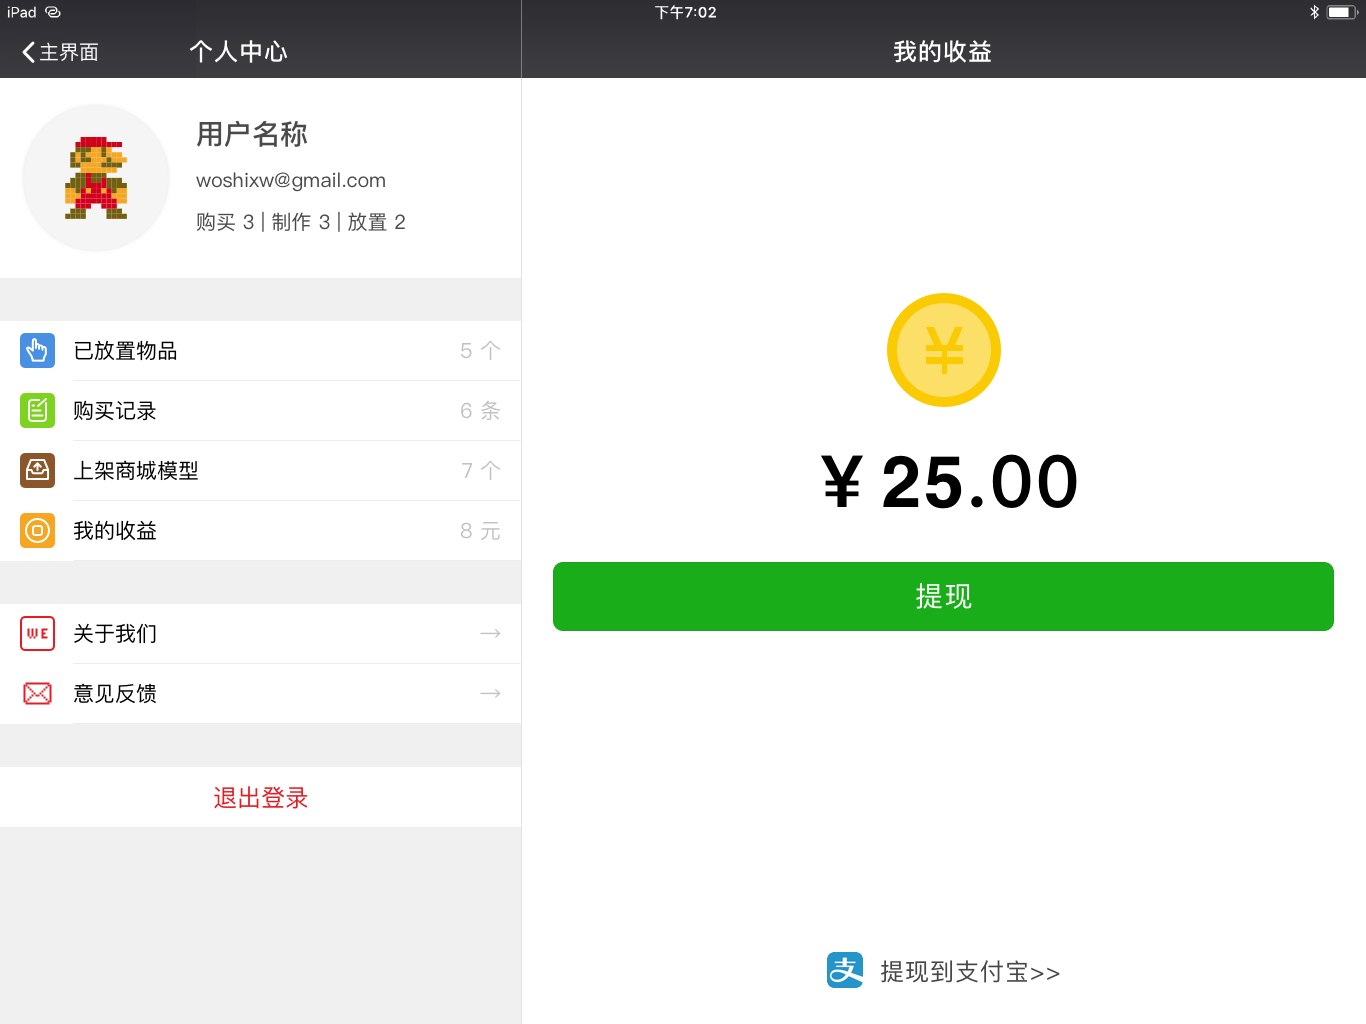 iPad
下午7:02
主界面
个人中心
我的收益
用户名称
woshixw@gmail.com
购买 3 | 制作 3 | 放置 2
已放置物品 5 个
购买记录 6 条
上架商城模型 7 个
我的收益 8 元
WE 关于我们 →
意见反馈 →
退出登录
¥
¥ 25.00
提现
支 提现到支付宝>>